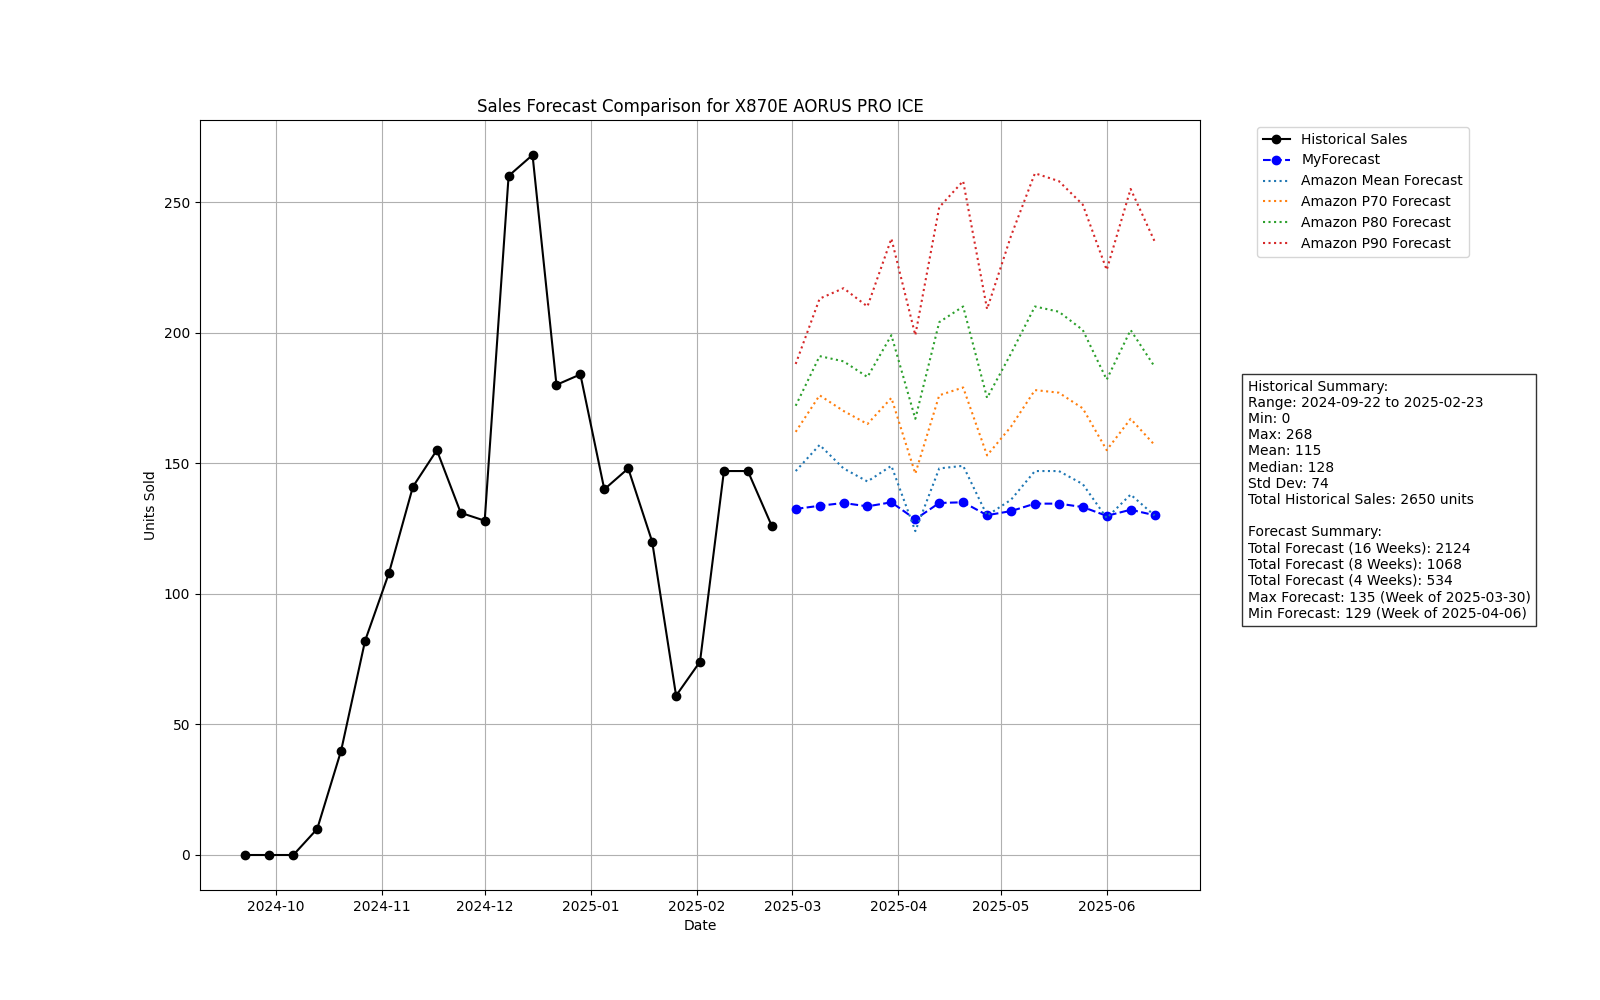 Sales Forecast Comparison for X870E AORUS PRO ICE
Units Sold
250
200
150
100
50
0
2024-10
2024-11
2024-12
2025-01
2025-02
2025-03
2025-04
2025-05
2025-06
Date
Historical Sales
MyForecast
Amazon Mean Forecast
Amazon P70 Forecast
Amazon P80 Forecast
Amazon P90 Forecast
Historical Summary:
Range: 2024-09-22 to 2025-02-23
Min: 0
Max: 268
Mean: 115
Median: 128
Std Dev: 74
Total Historical Sales: 2650 units
Forecast Summary:
Total Forecast (16 Weeks): 2124
Total Forecast (8 Weeks): 1068
Total Forecast (4 Weeks): 534
Max Forecast: 135 (Week of 2025-03-30)
Min Forecast: 129 (Week of 2025-04-06)